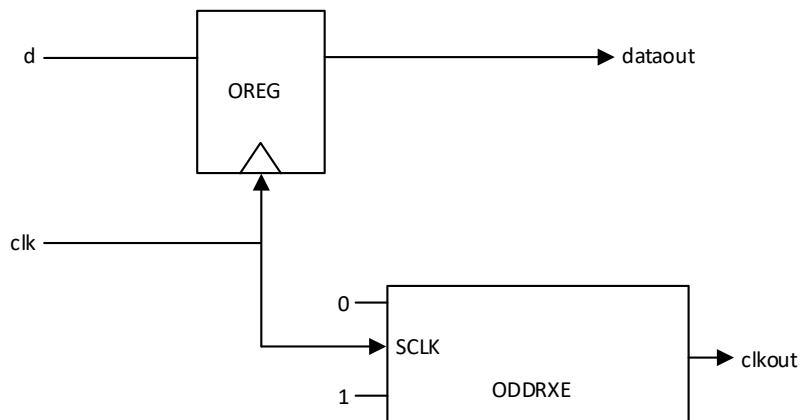 d
OREG
dataout
clk
0
SCLK
clkout
1
ODDRXE